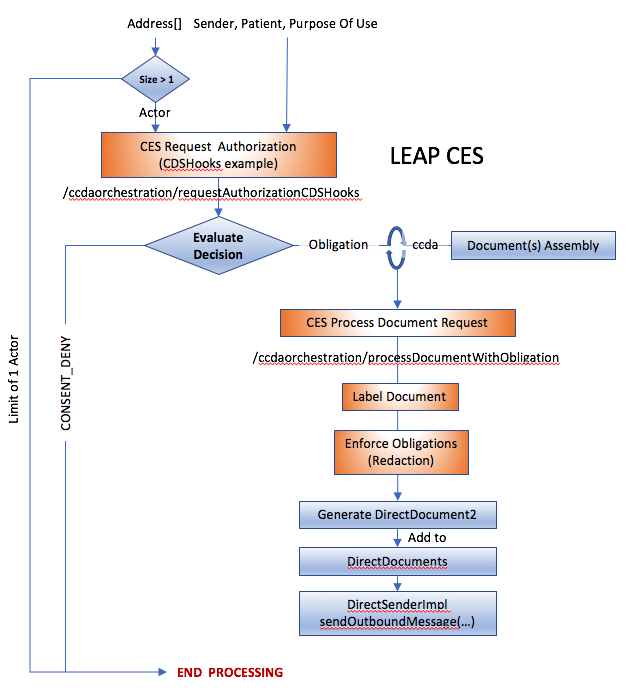 Address[] Sender, Patient, Purpose Of Use
Size > 1
Actor
CES Request Authorization
(CDSHooks example)
LEAP CES
/ccdaorchestration/requestAuthorizationCDSHooks
Evaluate
Decision
Obligation
ccda
Document(s) Assembly
CES Process Document Request
/ccdaorchestration/processDocumentWithObligation
Limit of 1 Actor
CONSENT_DENY
Label Document
Enforce Obligations
(Redaction)
Generate DirectDocument2
Add to
DirectDocuments
DirectSenderImpl
sendOutboundMessage(...)
END PROCESSING